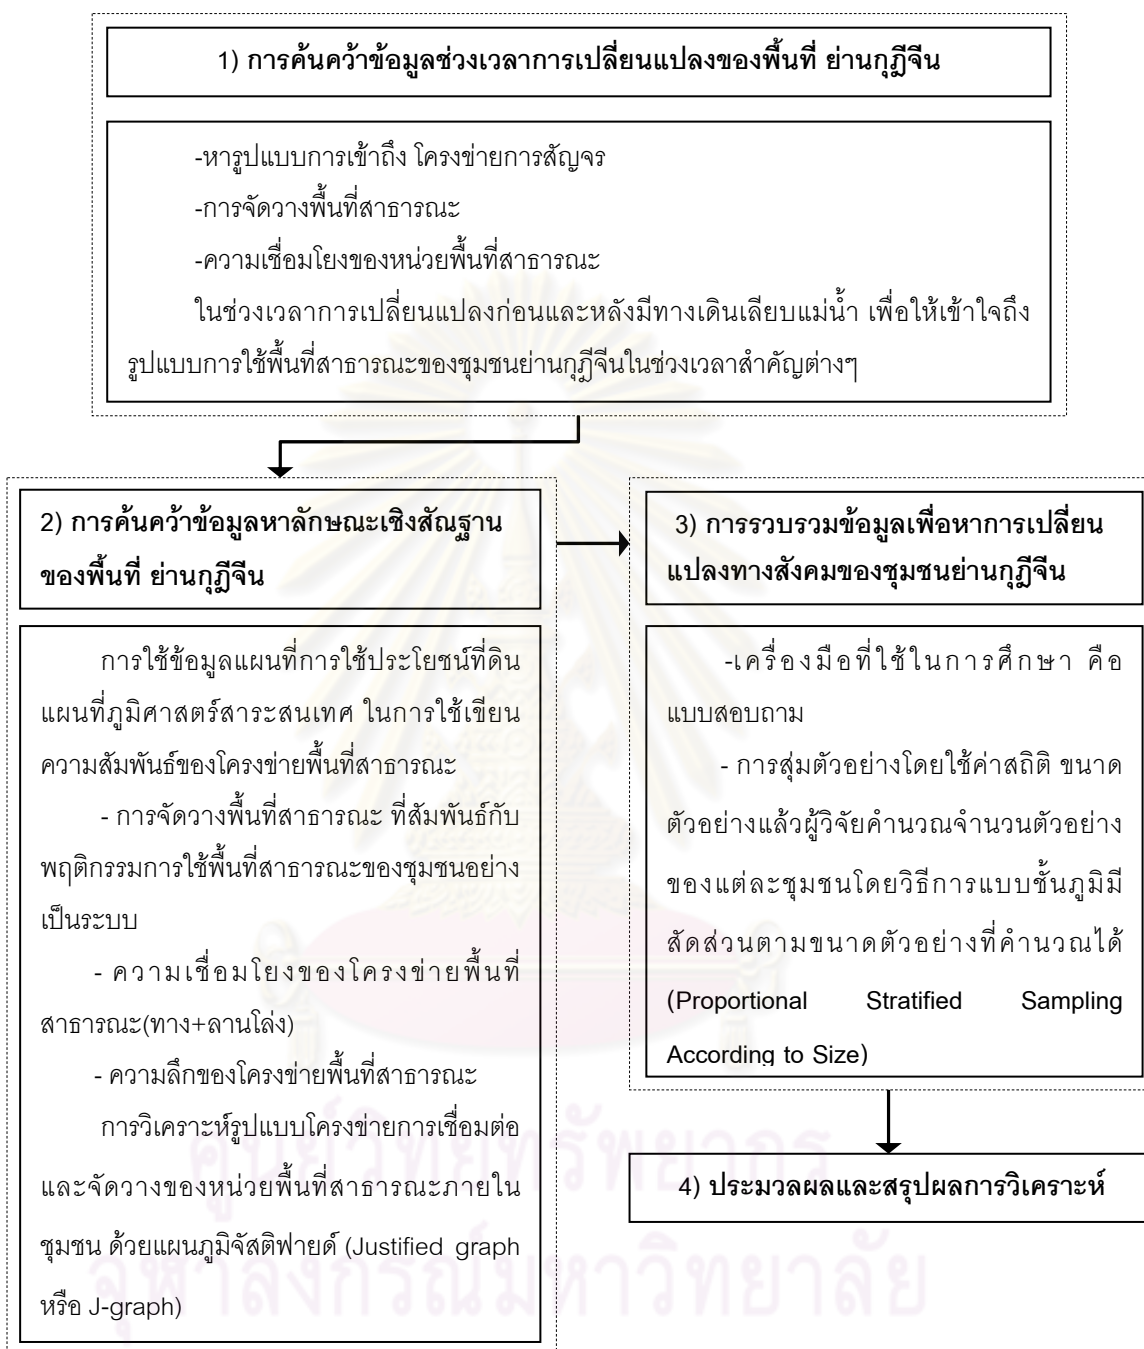 1) การค้นคว้าข้อมูลช่วงเวลาการเปลี่ยนแปลงของพื้นที่ ย่านกุฎีจีน
-หารูปแบบการเข้าถึง โครงข่ายการสัญจร
-การจัดวางพื้นที่สาธารณะ
-ความเชื่อมโยงของหน่วยพื้นที่สาธารณะ
ในช่วงเวลาการเปลี่ยนแปลงก่อนและหลังมีทางเดินเลียบแม่น้ำ เพื่อให้เข้าใจถึง
รูปแบบการใช้พื้นที่สาธารณะของชุมชนย่านกุฎีจีนในช่วงเวลาสำคัญต่างๆ
2) การค้นคว้าข้อมูลหาลักษณะเชิงสัณฐาน
ของพื้นที่ ย่านกุฎีจีน
การใช้ข้อมูลแผนที่การใช้ประโยชน์ที่ดิน
แผนที่ภูมิศาสตร์สาระสนเทศ ในการใช้เขียน
ความสัมพันธ์ของโครงข่ายพื้นที่สาธารณะ
- การจัดวางพื้นที่สาธารณะ ที่สัมพันธ์กับ
พฤติกรรมการใช้พื้นที่สาธารณะของชุมชนอย่าง
เป็นระบบ
- ความเชื่อมโยงของโครงข่ายพื้นที่
สาธารณะ(ทาง+ลานโล่ง)
- ความลึกของโครงข่ายพื้นที่สาธารณะ
การวิเคราะห์รูปแบบโครงข่ายการเชื่อมต่อ
และจัดวางของหน่วยพื้นที่สาธารณะภายใน
ชุมชน ด้วยแผนภูมิจัสติฟายด์ (Justified graph
หรือ J-graph)
3) การรวบรวมข้อมูลเพื่อหาการเปลี่ยน
แปลงทางสังคมของชุมชนย่านกุฎีจีน
-เครื่องมือที่ใช้ในการศึกษา คือ
แบบสอบถาม
- การสุ่มตัวอย่างโดยใช้ค่าสถิติ ขนาด
ตัวอย่างแล้วผู้วิจัยคำนวณจำนวนตัวอย่าง
ของแต่ละชุมชนโดยวิธีการแบบชั้นภูมิมี
สัดส่วนตามขนาดตัวอย่างที่คำนวณได้
(Proportional Stratified Sampling
According to Size)
4) ประมวลผลและสรุปผลการวิเคราะห์
ศูนย์วิทยทรัพยากร
จุฬาลงกรณ์มหาวิทยาลัย